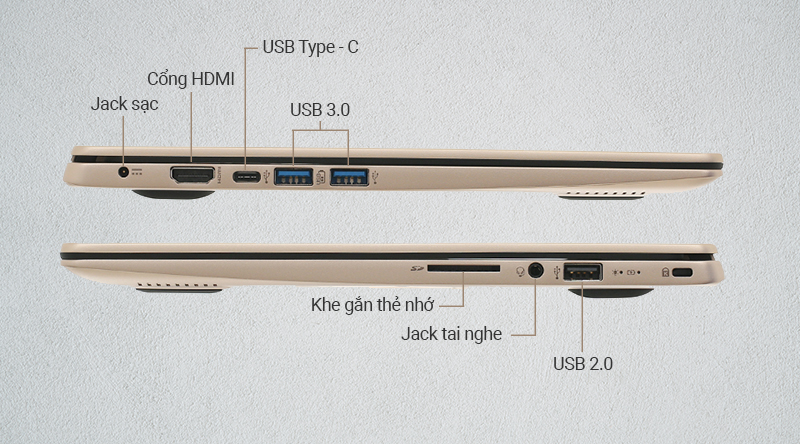 USB Type - C
Cổng HDMI
Jack sạc
USB 3.0
Khe gắn thẻ nhớ
Jack tai nghe
USB 2.0